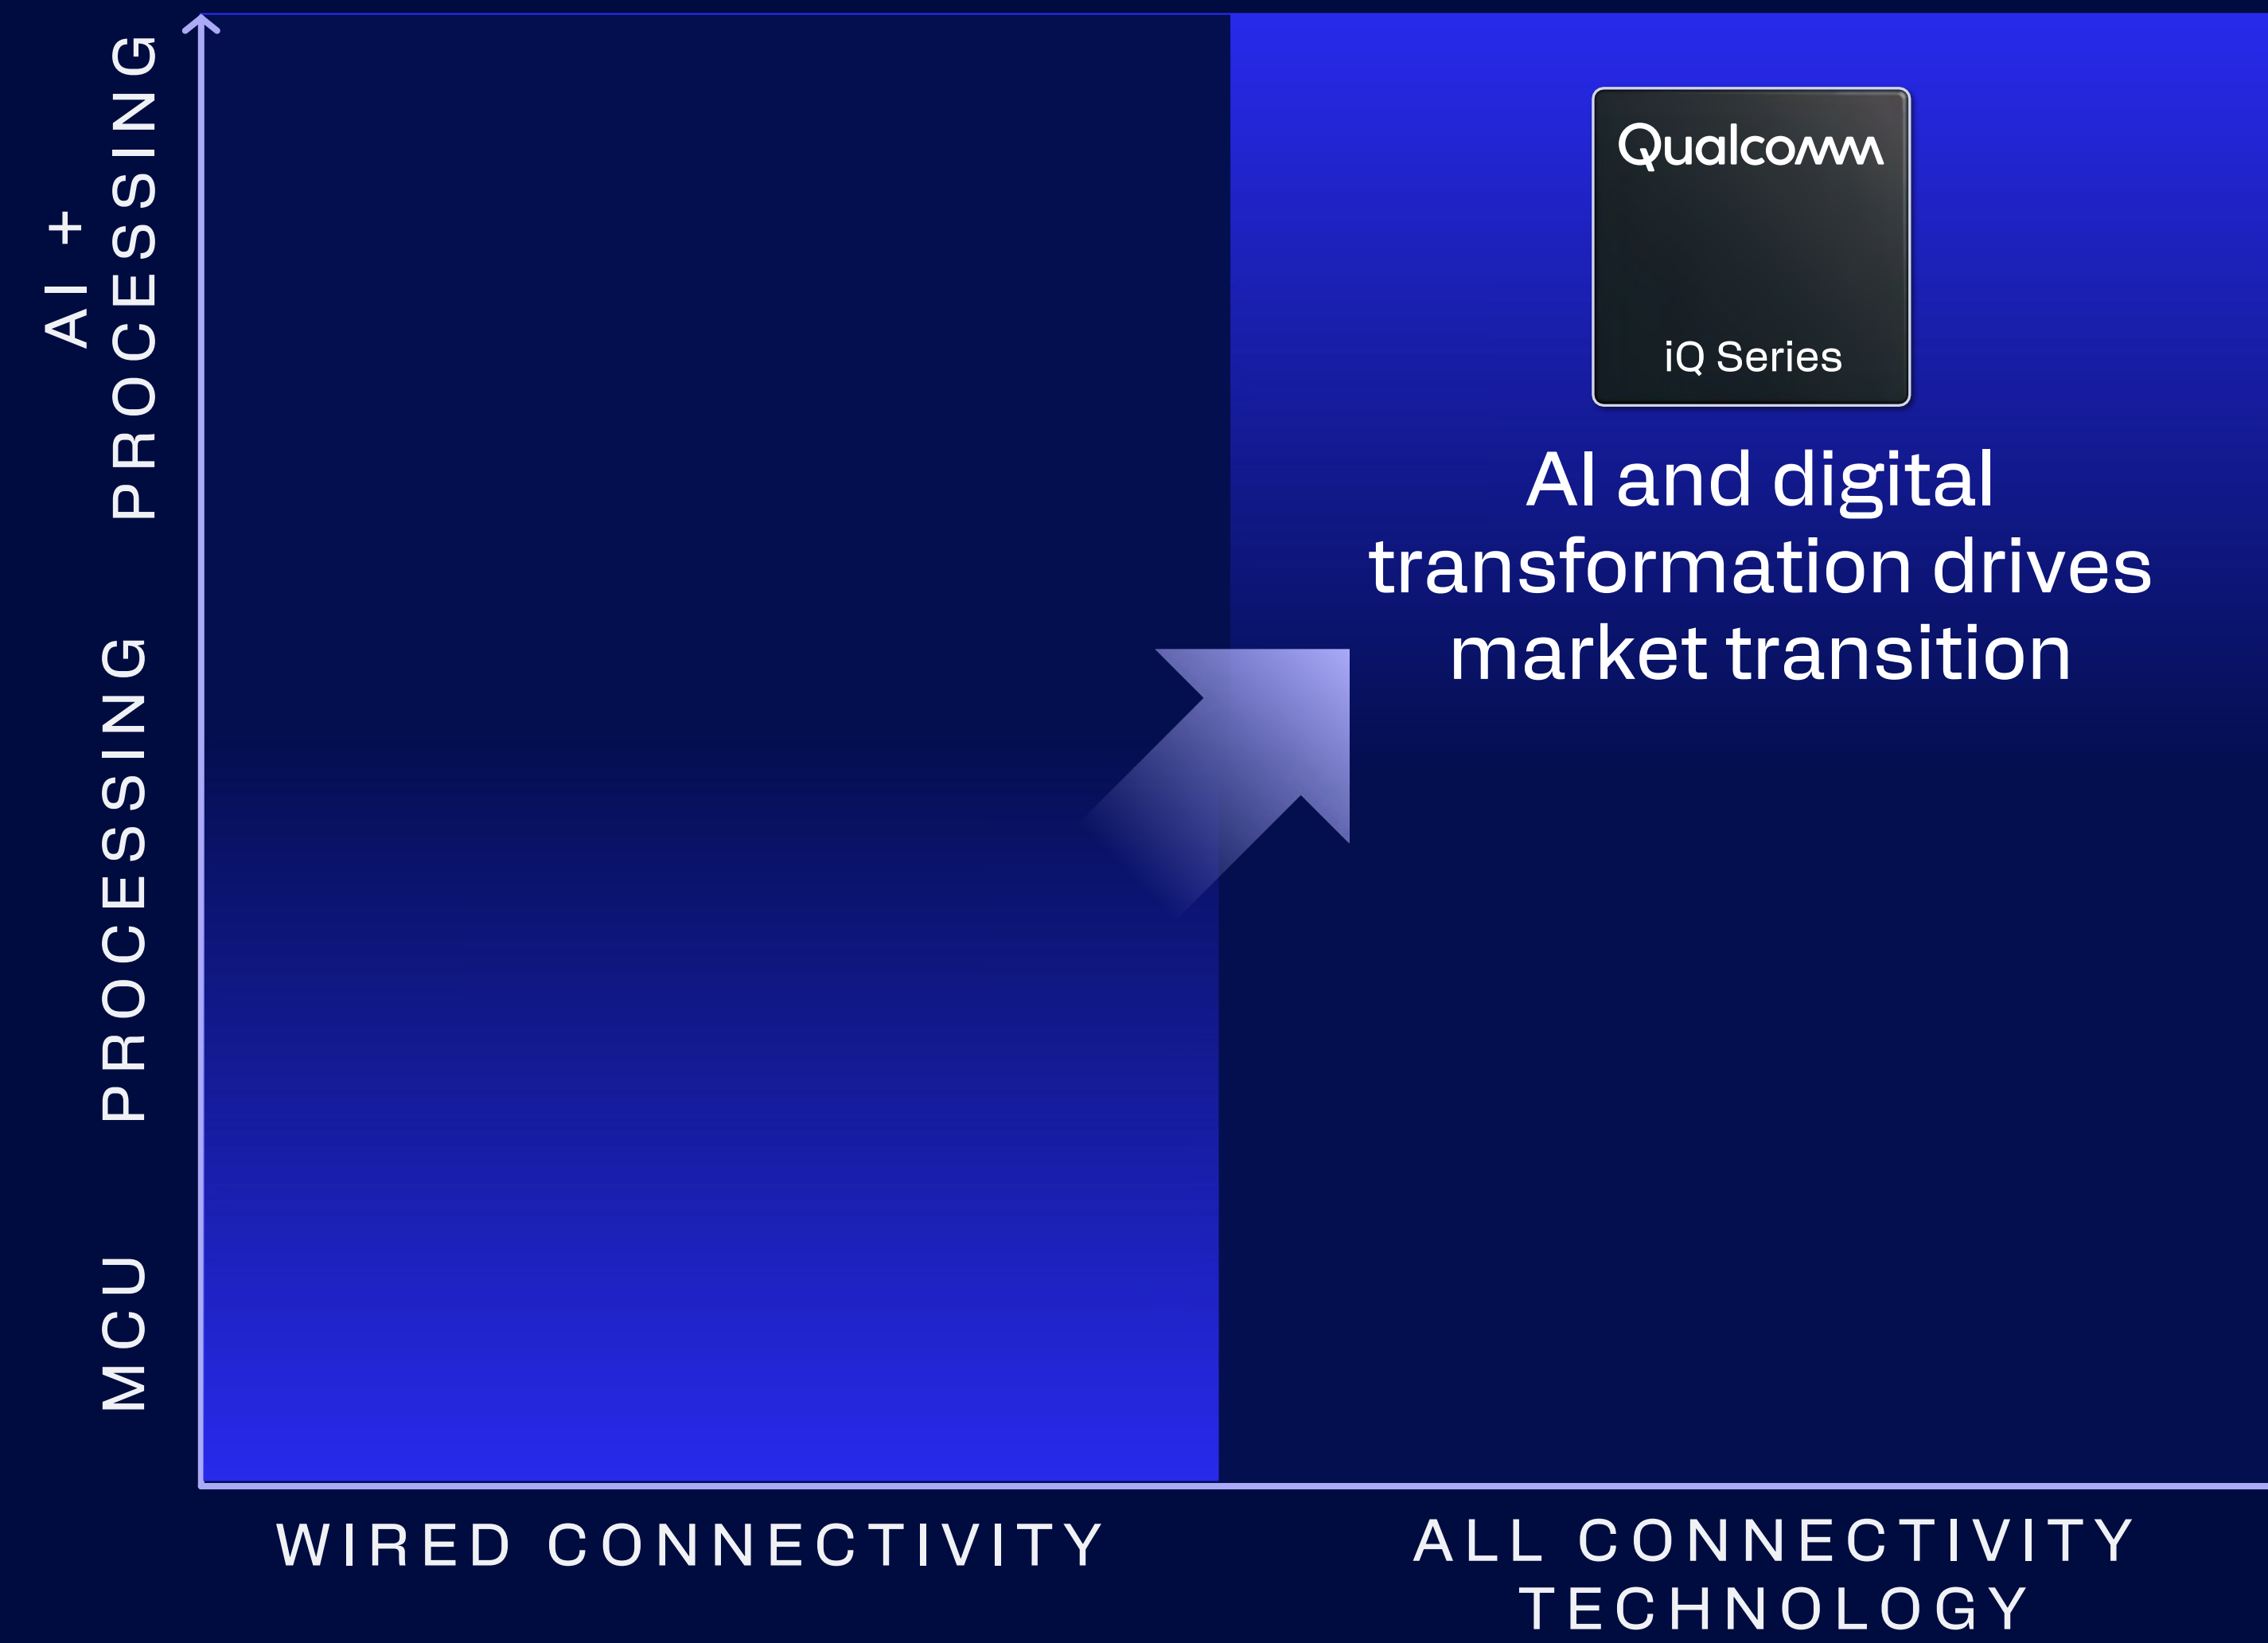 AI +
PROCESSING
PROCESSING
MCU
Qualcomm
iQ Series
AI and digital
transformation drives
market transition
WIRED CONNECTIVITY
ALL CONNECTIVITY
TECHNOLOGY